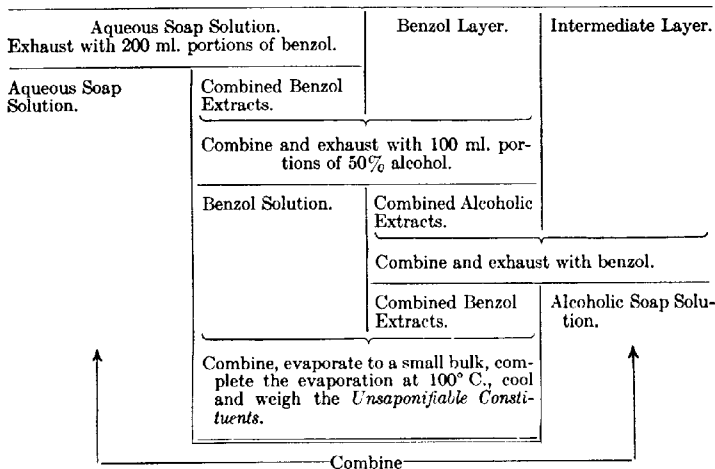 Aqueous Soap Solution.
Exhaust with 200 ml. portions of benzol.
Benzol Layer.
Intermediate Layer.
Aqueous Soap
Solution.
Combined Benzol
Extracts.
Combine and exhaust with 100 ml. por-
tions of 50% alcohol.
Benzol Solution.
Combined Alcoholic
Extracts.
Combine and exhaust with benzol.
Combined Benzol
Extracts.
Alcoholic Soap Solu-
tion.
Combine, evaporate to a small bulk, com-
plete the evaporation at 100° C., cool
and weigh the Unsaponifiable Consti-
tuents.
Combine